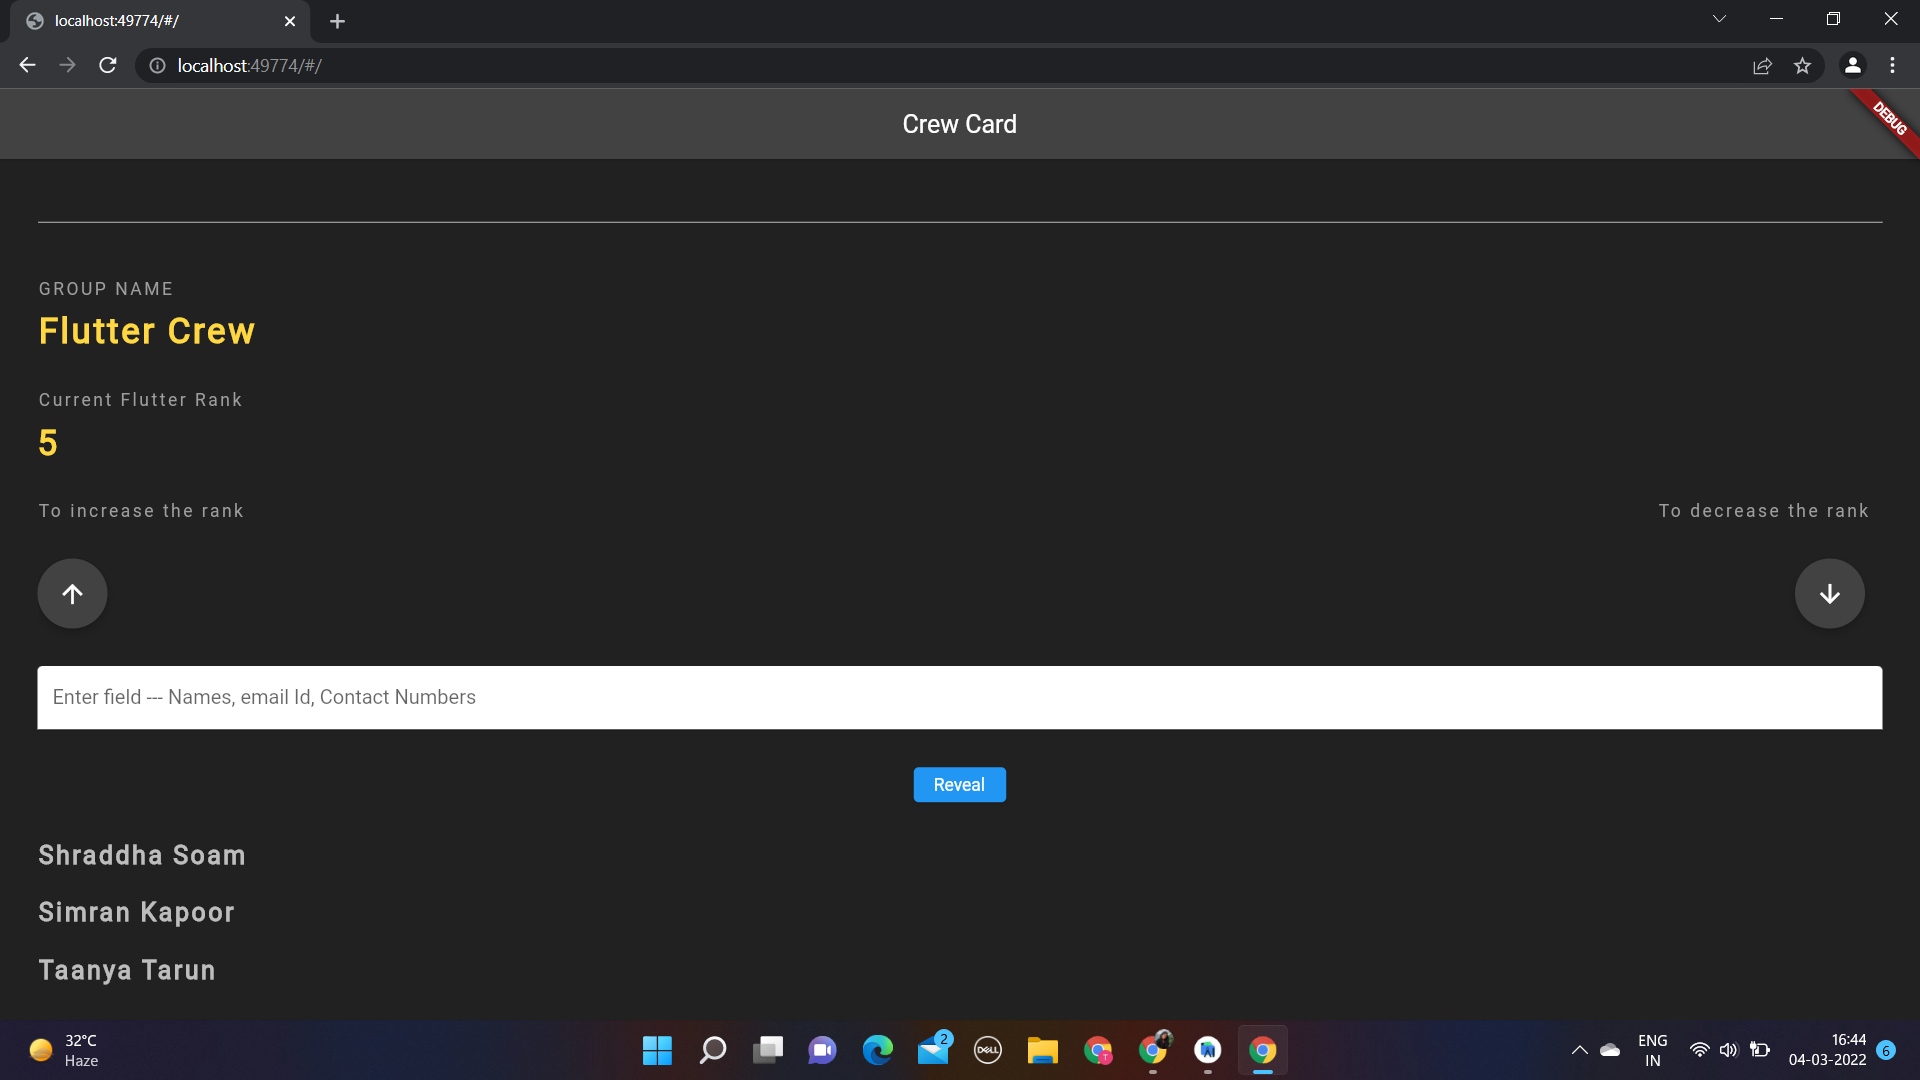 localhost:49774/#/
localhost:49774/#/
Crew Card
DEBUG
GROUP NAME
Flutter Crew
Current Flutter Rank
5
To increase the rank
To decrease the rank
Enter field --- Names, email Id, Contact Numbers
Reveal
Shraddha Soam
Simran Kapoor
Taanya Tarun
32°C
Haze
2
DELL
T
ENG
IN
16:44
04-03-2022
6